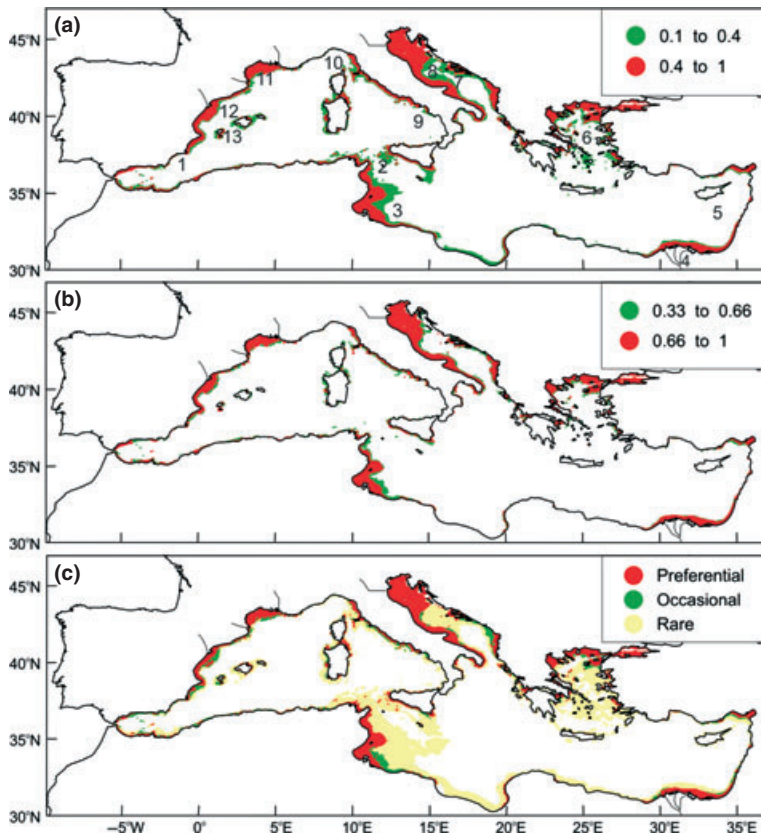 (a)
45°N
40°N
35°N
30°N
0.1 to 0.4
0.4 to 1
1
2
3
4
5
6
8
9
10
11
12
13
(b)
45°N
40°N
35°N
30°N
0.33 to 0.66
0.66 to 1
(c)
45°N
40°N
35°N
30°N
Preferential
Occasional
Rare
–5°W
0°
5°E
10°E
15°E
20°E
25°E
30°E
35°E